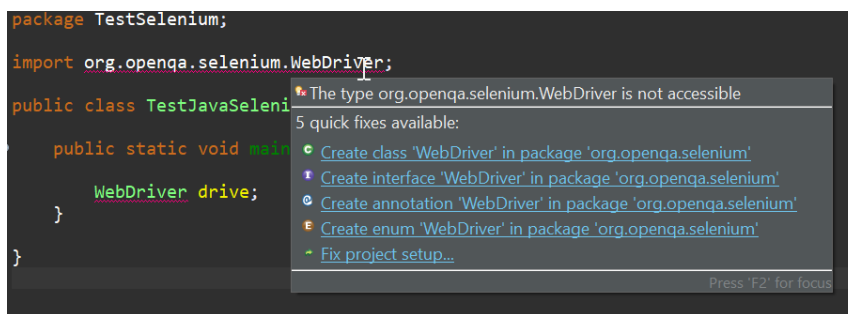 package TestSelenium;
import org.openqa.selenium.WebDriver;
The type org.openqa.selenium.WebDriver is not accessible
public class TestJavaSeleni
5 quick fixes available:
public static void main
Create class 'WebDriver' in package 'org.openqa.selenium'
Create interface 'WebDriver' in package 'org.openqa.selenium'
WebDriver drive;
Create annotation 'WebDriver' in package 'org.openqa.selenium'
}
Create enum 'WebDriver' in package 'org.openqa.selenium'
}
Fix project setup...
Press 'F2' for focus